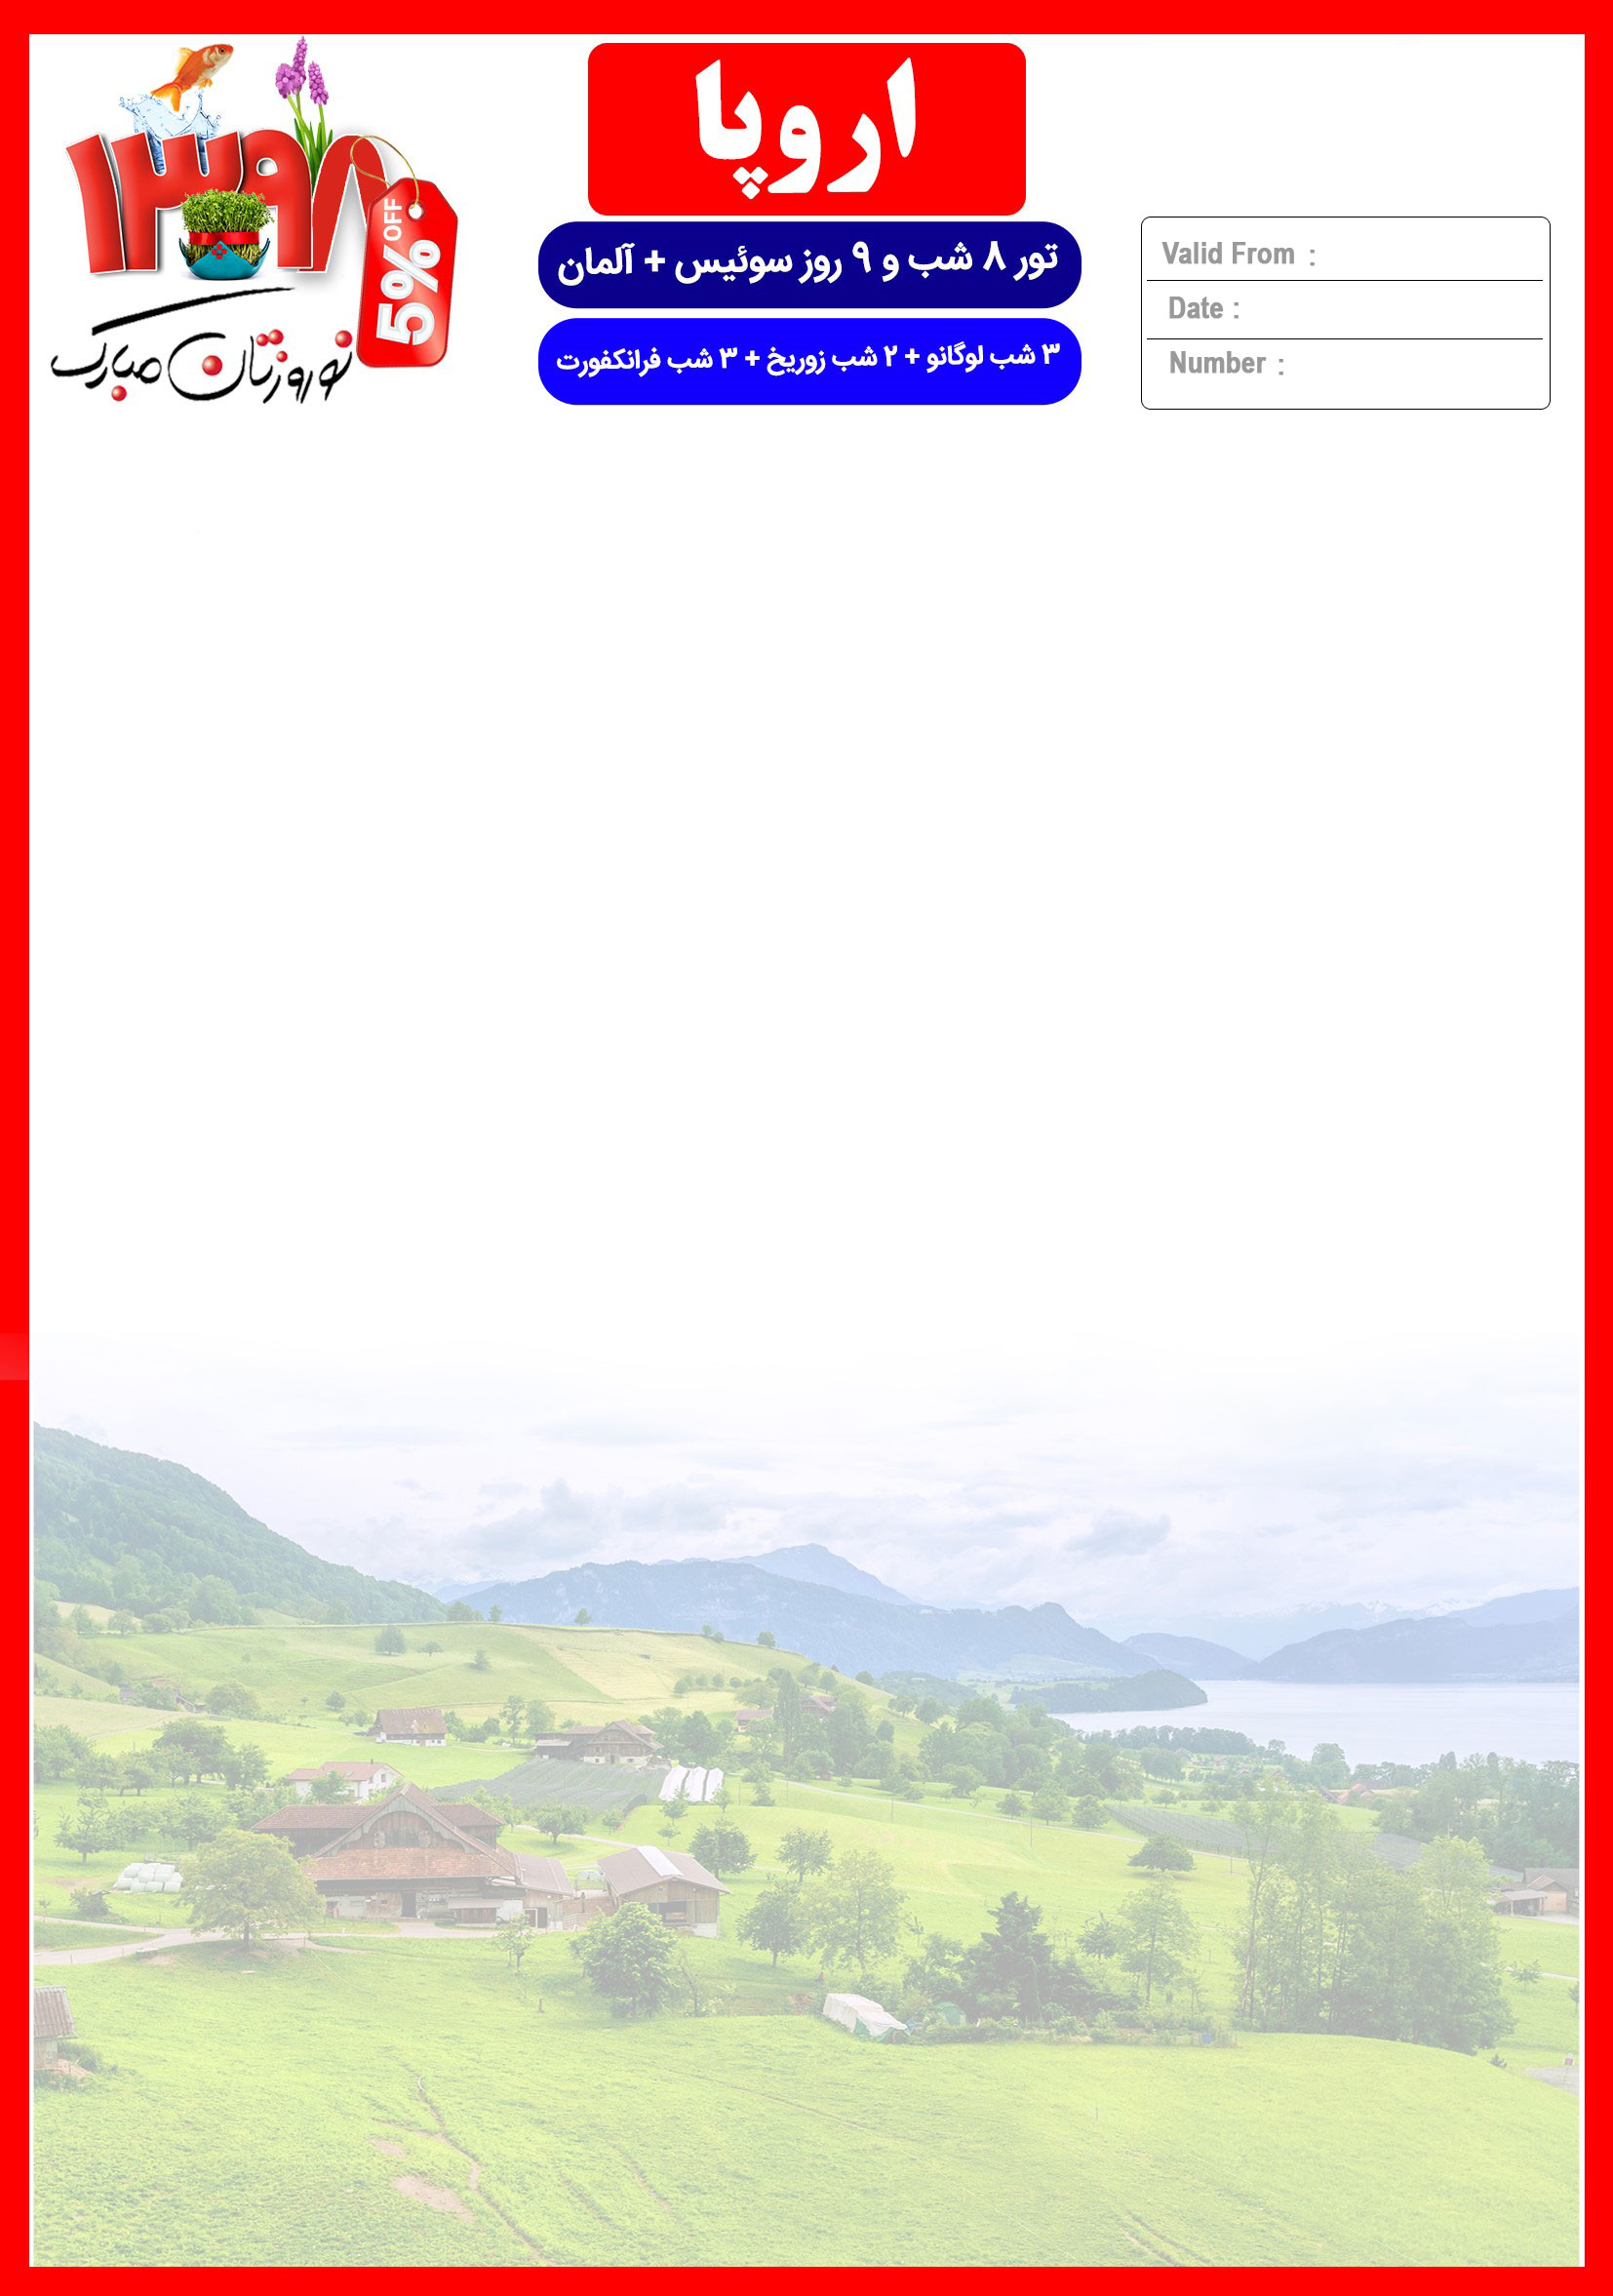 ۱۳۹۸
5% OFF
نوروزتان مبارک
اروپا
تور ۸ شب و ۹ روز سوئیس + آلمان
۳ شب لوگانو + ۲ شب زوریخ + ۳ شب فرانکفورت
Valid From :
Date :
Number :